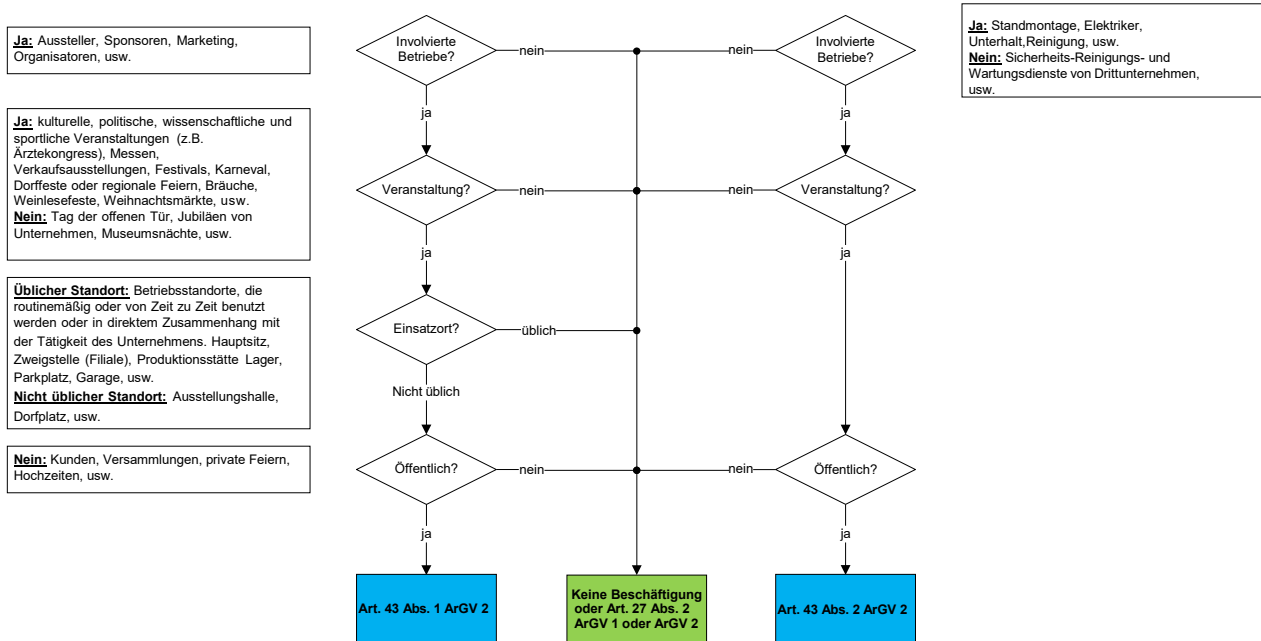 Ja: Aussteller, Sponsoren, Marketing,
Organisatoren, usw.
Involvierte
Betriebe?
nein
nein
Involvierte
Betriebe?
Ja: Standmontage, Elektriker,
Unterhalt,Reinigung, usw.
Nein: Sicherheits-Reinigungs- und
Wartungsdienste von Drittunternehmen,
usw.
ja
ja
Ja: kulturelle, politische, wissenschaftliche und
sportliche Veranstaltungen (z.B.
Ärztekongress), Messen,
Verkaufsausstellungen, Festivals, Karneval,
Dorffeste oder regionale Feiern, Bräuche,
Weinlesefeste, Weihnachtsmärkte, usw.
Nein: Tag der offenen Tür, Jubiläen von
Unternehmen, Museumsnächte, usw.
Veranstaltung?
nein
nein
Veranstaltung?
ja
ja
Üblicher Standort: Betriebsstandorte, die
routinemäßig oder von Zeit zu Zeit benutzt
werden oder in direktem Zusammenhang mit
der Tätigkeit des Unternehmens. Hauptsitz,
Zweigstelle (Filiale), Produktionsstätte Lager,
Parkplatz, Garage, usw.
Nicht üblicher Standort: Ausstellungshalle,
Dorfplatz, usw.
Einsatzort?
üblich
Nicht üblich
Nein: Kunden, Versammlungen, private Feiern,
Hochzeiten, usw.
Öffentlich?
nein
nein
Öffentlich?
ja
ja
Art. 43 Abs. 1 ArGV 2
Keine Beschäftigung
oder Art. 27 Abs. 2
ArGV 1 oder ArGV 2
Art. 43 Abs. 2 ArGV 2